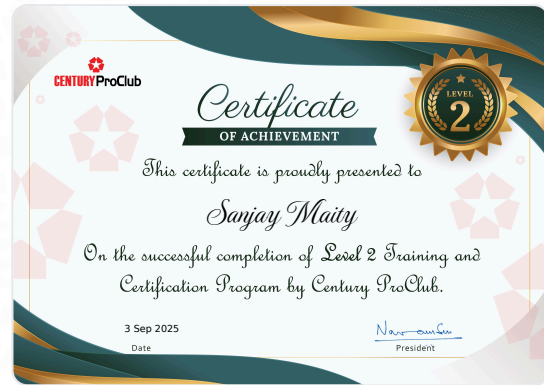 CENTURY ProClub
Certificate
OF ACHIEVEMENT
LEVEL
2
This certificate is proudly presented to
Sanjay Maity
On the successful completion of Level 2 Training and
Certification Program by Century ProClub.
3 Sep 2025
Date
President